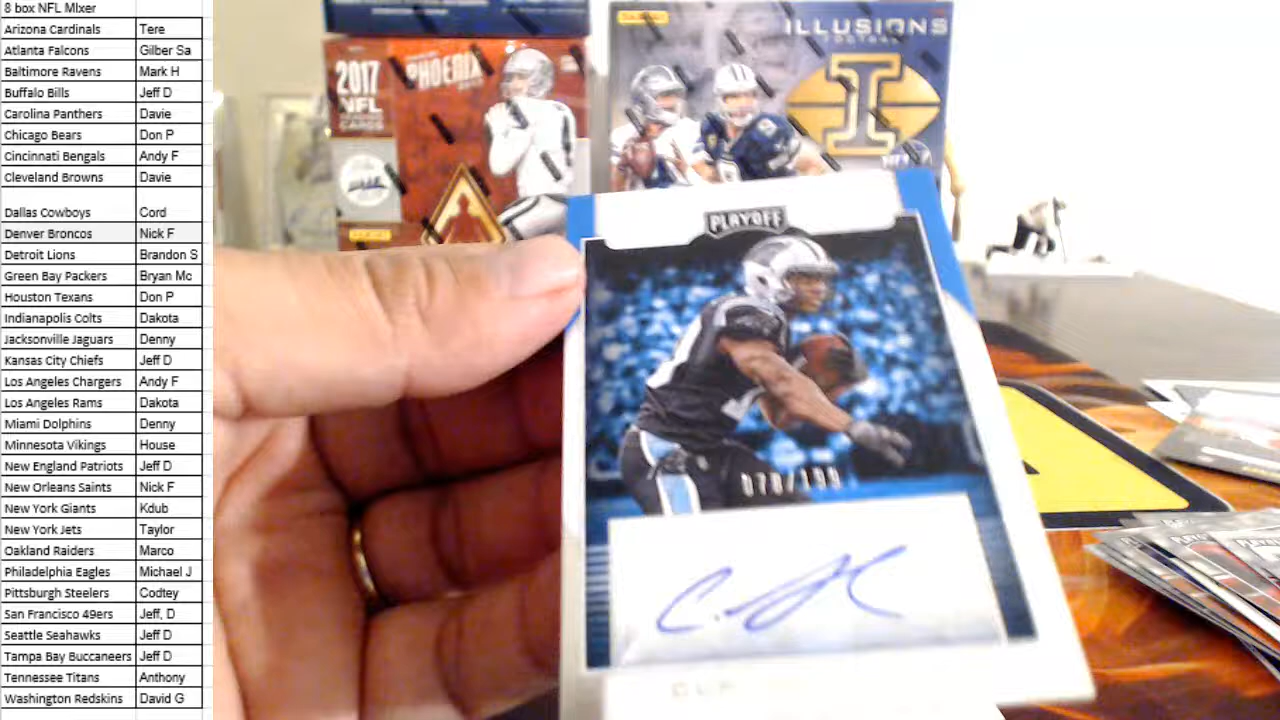 8 box NFL MIxer
Arizona Cardinals Tere
Atlanta Falcons Gilber Sa
Baltimore Ravens Mark H
Buffalo Bills Jeff D
Carolina Panthers Davie
Chicago Bears Don P
Cincinnati Bengals Andy F
Cleveland Browns Davie
Dallas Cowboys Cord
Denver Broncos Nick F
Detroit Lions Brandon S
Green Bay Packers Bryan Mc
Houston Texans Don P
Indianapolis Colts Dakota
Jacksonville Jaguars Denny
Kansas City Chiefs Jeff D
Los Angeles Chargers Andy F
Los Angeles Rams Dakota
Miami Dolphins Denny
Minnesota Vikings House
New England Patriots Jeff D
New Orleans Saints Nick F
New York Giants Kdub
New York Jets Taylor
Oakland Raiders Marco
Philadelphia Eagles Michael J
Pittsburgh Steelers Codtey
San Francisco 49ers Jeff, D
Seattle Seahawks Jeff D
Tampa Bay Buccaneers Jeff D
Tennessee Titans Anthony
Washington Redskins David G
PANINI
ILLUSIONS
FOOTBALL
2017
NFL
CARDS
PHOENIX
PANINI
PLAYOFF
078/199